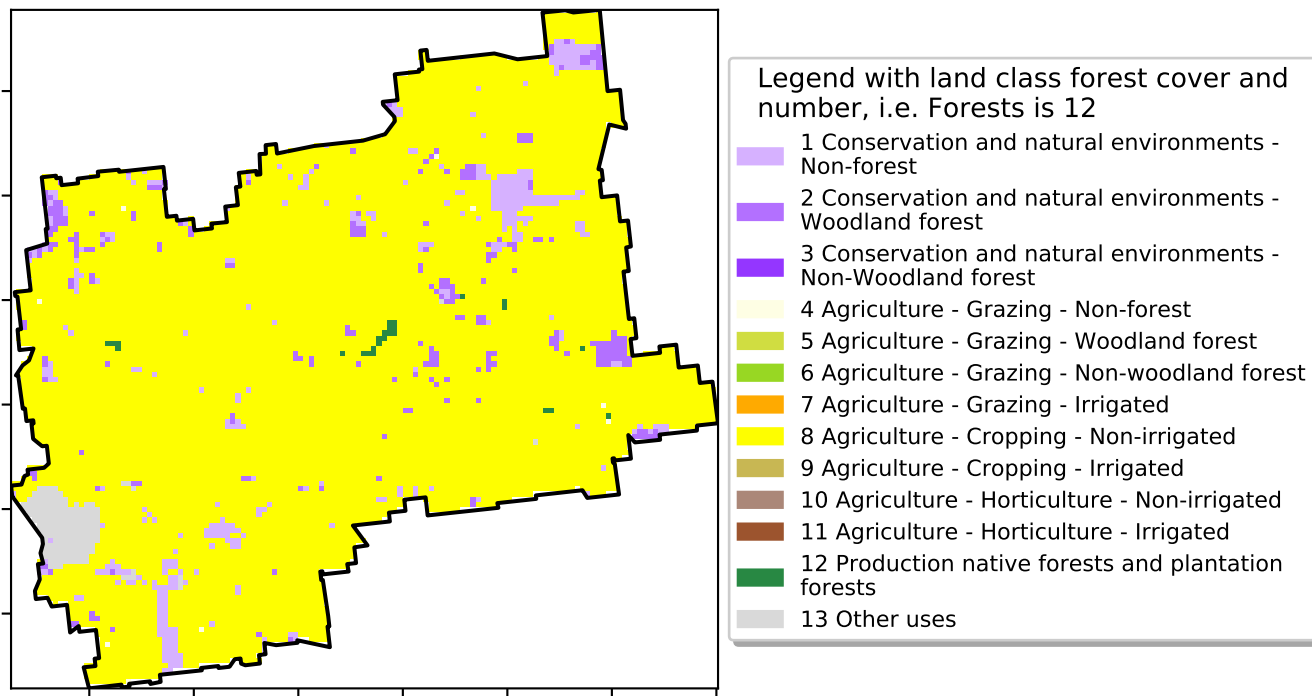 Legend with land class forest cover and
number, i.e. Forests is 12
1 Conservation and natural environments -
Non-forest
2 Conservation and natural environments -
Woodland forest
3 Conservation and natural environments -
Non-Woodland forest
4 Agriculture - Grazing - Non-forest
5 Agriculture - Grazing - Woodland forest
6 Agriculture - Grazing - Non-woodland forest
7 Agriculture - Grazing - Irrigated
8 Agriculture - Cropping - Non-irrigated
9 Agriculture - Cropping - Irrigated
10 Agriculture - Horticulture - Non-irrigated
11 Agriculture - Horticulture - Irrigated
12 Production native forests and plantation
forests
13 Other uses